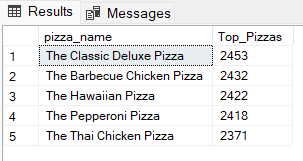 Results Messages
pizza_name Top_Pizzas
1 The Classic Deluxe Pizza 2453
2 The Barbecue Chicken Pizza 2432
3 The Hawaiian Pizza 2422
4 The Pepperoni Pizza 2418
5 The Thai Chicken Pizza 2371